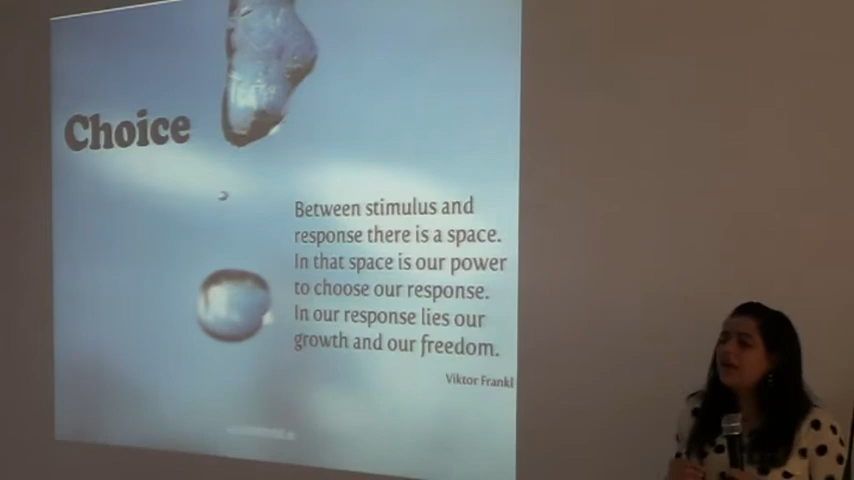 Choice
Between stimulus and
response there is a space.
In that space is our power
to choose our response.
In our response lies our
growth and our freedom.
Viktor Frankl